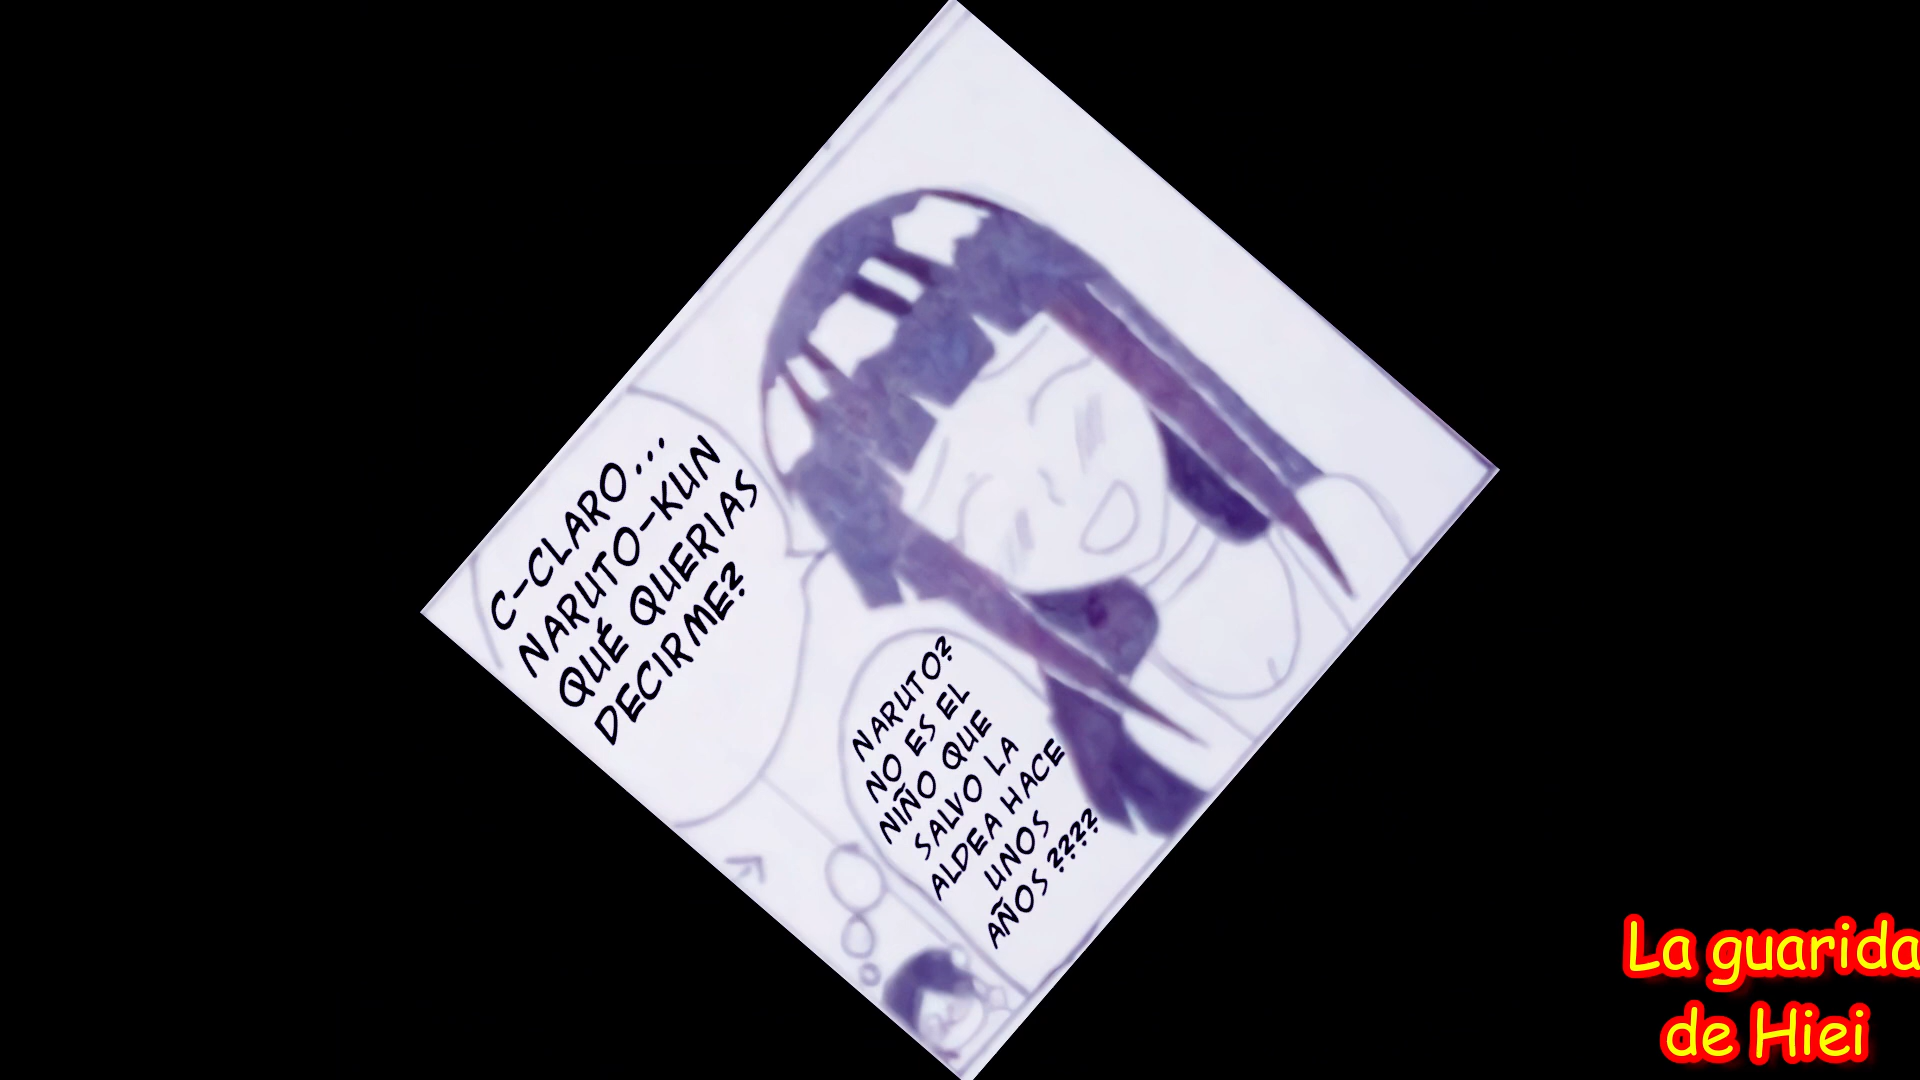 C-CLARO...
NARUTO-KUN
QUÉ QUERIAS
DECIRME?
NARUTO?
NO ES EL
NIÑO QUE
SALVO LA
ALDEA HACE
UNOS
AÑOS ????
La guarida
de Hiei